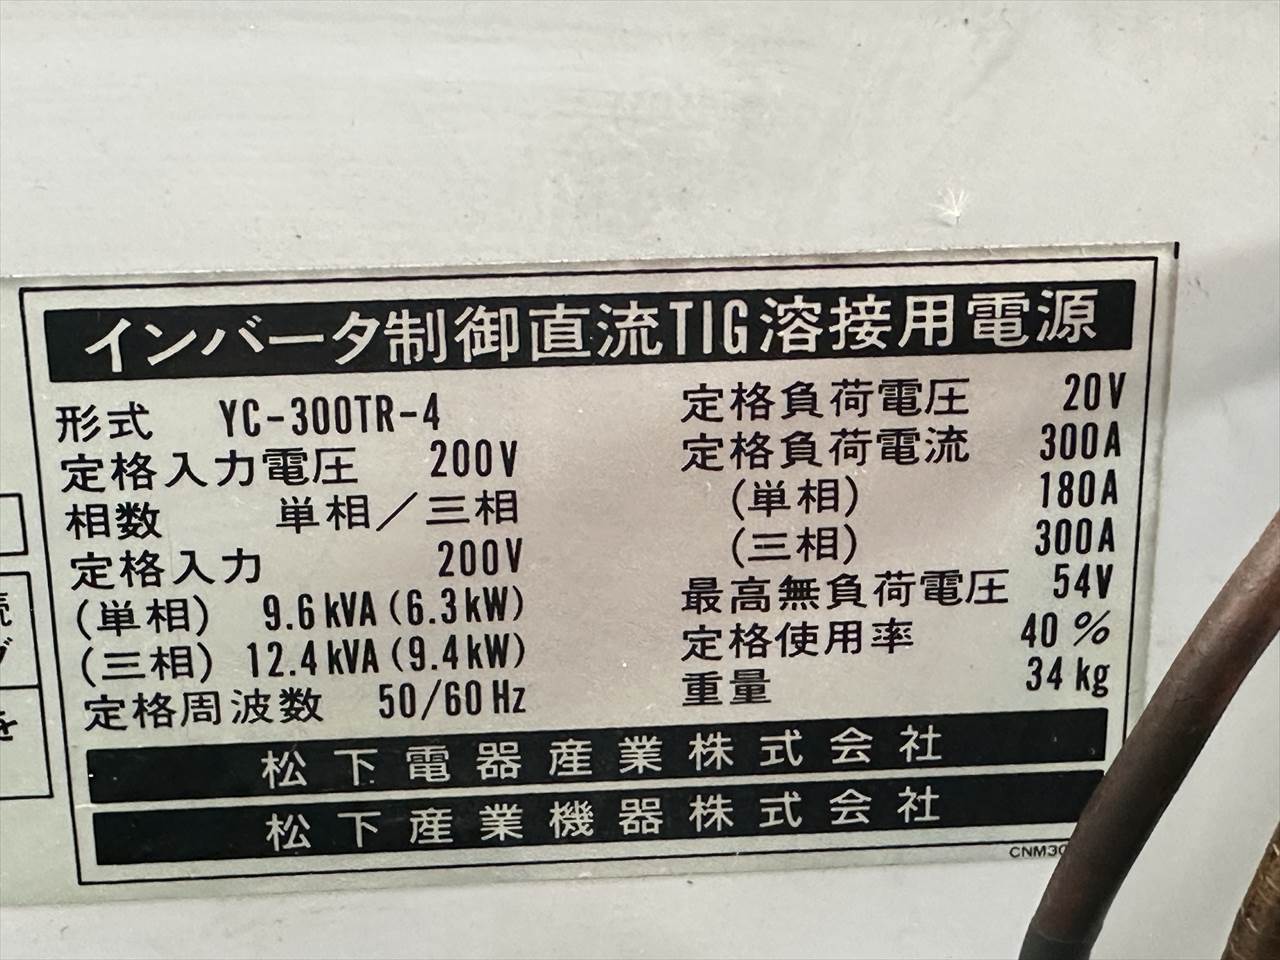 インバータ制御直流TIG溶接用電源
形式 YC-300TR-4
定格入力電圧 200V
相数 単相／三相
定格入力 200V
(単相) 9.6kVA(6.3kW)
(三相) 12.4kVA(9.4kW)
定格周波数 50/60Hz
定格負荷電圧 20V
定格負荷電流 300A
(単相) 180A
(三相) 300A
最高無負荷電圧 54V
定格使用率 40%
重量 34kg
松下電器産業株式会社
松下産業機器株式会社